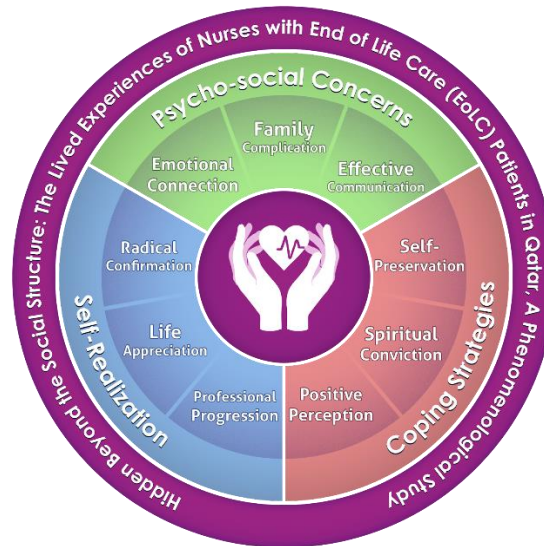 Hidden Beyond the Social Structure: The Lived Experiences of Nurses with End of Life Care (EoLC) Patients in Qatar, A Phenomenological Study
Psycho-social Concerns
Emotional
Connection
Family
Complication
Effective
Communication
Coping Strategies
Self-
Preservation
Spiritual
Conviction
Positive
Perception
Self-Realization
Radical
Confirmation
Life
Appreciation
Professional
Progression